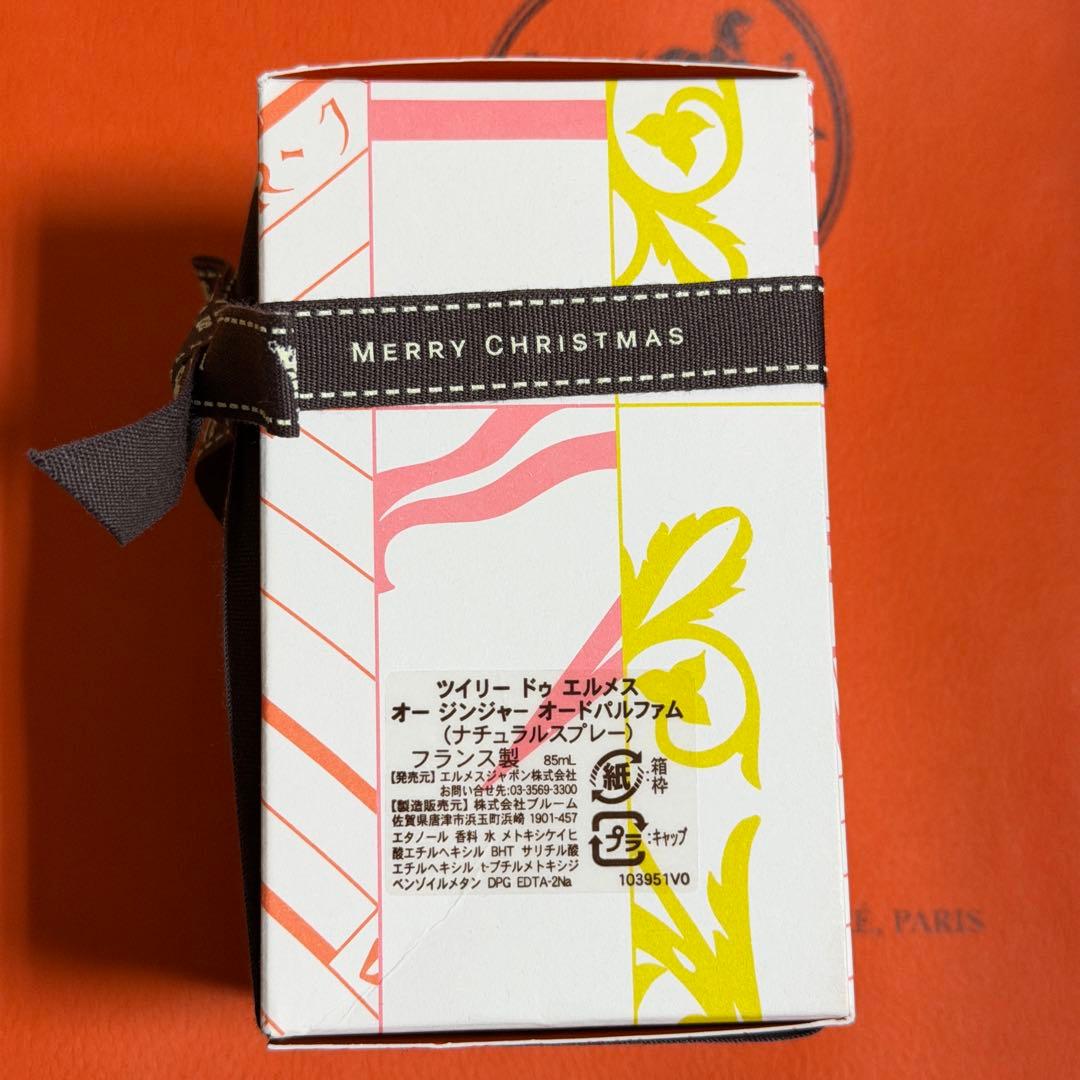 MERRY CHRISTMAS
ツイリー ドゥ エルメス
オー ジンジャー オードパルファム
(ナチュラルスプレー)
フランス製 85mL
【発売元】エルメスジャポン株式会社
お問い合せ先:03-3569-3300
【製造販売元】株式会社ブルーム
佐賀県唐津市浜玉町浜崎 1901-457
エタノール 香料 水 メトキシケイヒ
酸エチルヘキシル BHT サリチル酸
エチルヘキシル t-ブチルメトキシジ
ベンゾイルメタン DPG EDTA-2Na
紙 :箱
枠
プラ :キャップ
103951V0
É, PARIS